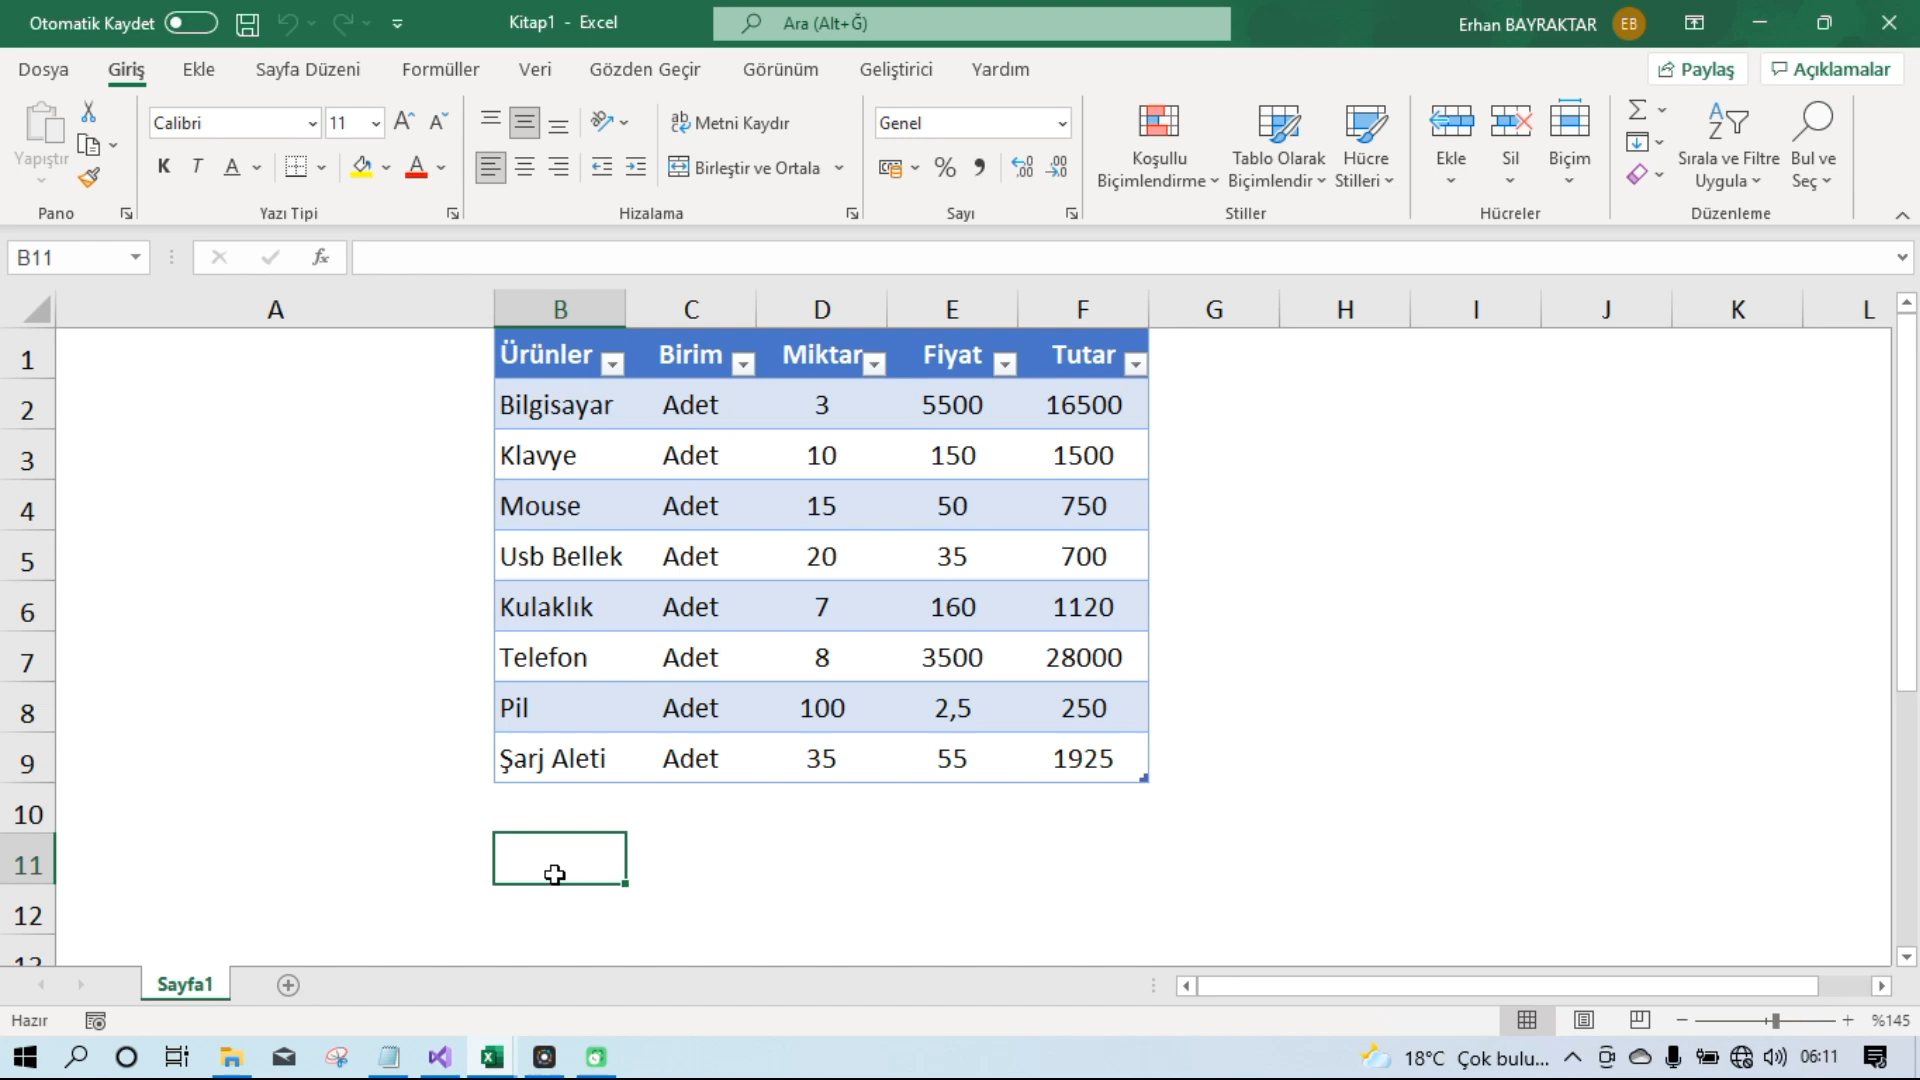 Otomatik Kaydet
Kitap1 - Excel
Ara (Alt+Ğ)
Erhan BAYRAKTAR
EB
Dosya Giriş Ekle Sayfa Düzeni Formüller Veri Gözden Geçir Görünüm Geliştirici Yardım
Paylaş Açıklamalar
Yapıştır
Calibri 11
K T A A
Metni Kaydır
Birleştir ve Ortala
Genel
Koşullu Biçimlendirme
Tablo Olarak Biçimlendir
Hücre Stilleri
Ekle Sil Biçim
Sırala ve Filtre Uygula
Bul ve Seç
Pano Yazı Tipi Hizalama Sayı Stiller Hücreler Düzenleme
B11
fx
A B C D E F G H I J K L
1 Ürünler Birim Miktar Fiyat Tutar
2 Bilgisayar Adet 3 5500 16500
3 Klavye Adet 10 150 1500
4 Mouse Adet 15 50 750
5 Usb Bellek Adet 20 35 700
6 Kulaklık Adet 7 160 1120
7 Telefon Adet 8 3500 28000
8 Pil Adet 100 2,5 250
9 Şarj Aleti Adet 35 55 1925
10
11
12
Sayfa1
Hazır
%145
18°C Çok bulu...
06:11